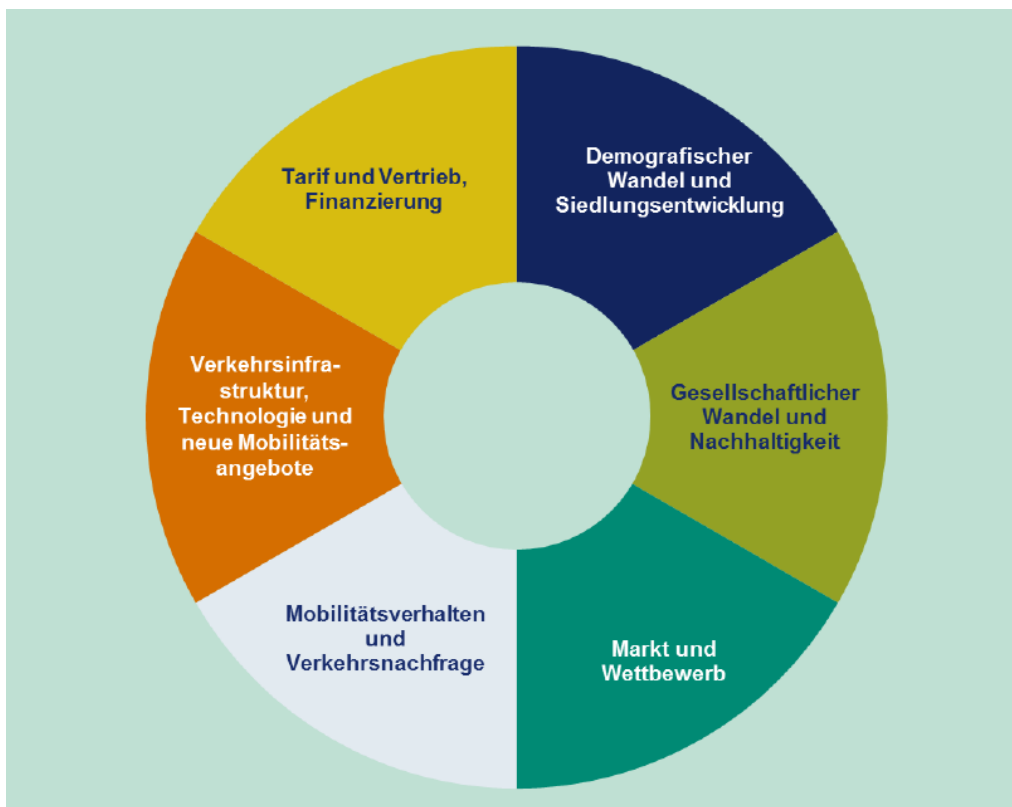 Demografischer
Wandel und
Siedlungsentwicklung
Gesellschaftlicher
Wandel und
Nachhaltigkeit
Markt und
Wettbewerb
Mobilitätsverhalten
und
Verkehrsnachfrage
Verkehrsinfra-
struktur,
Technologie und
neue Mobilitäts-
angebote
Tarif und Vertrieb,
Finanzierung